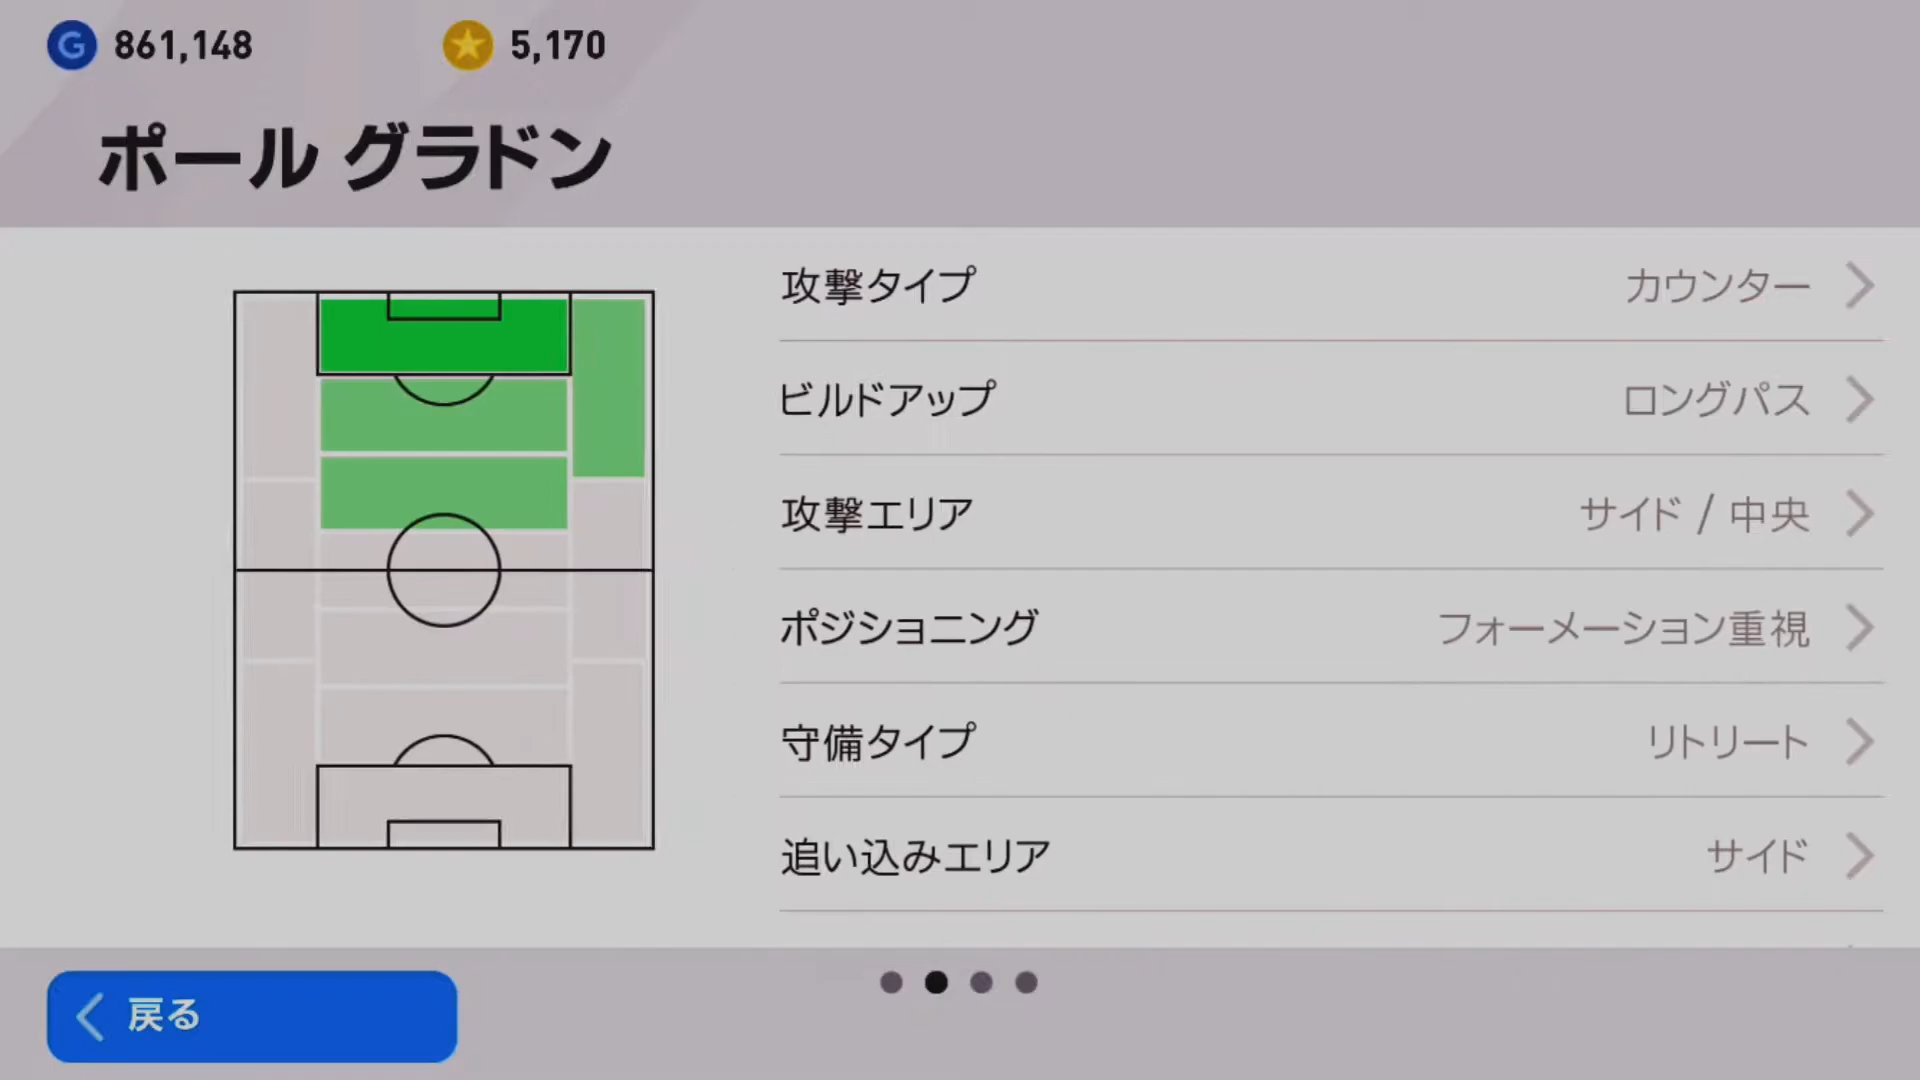 G 861,148 5,170
ポール グラドン
攻撃タイプ カウンター
ビルドアップ ロングパス
攻撃エリア サイド / 中央
ポジショニング フォーメーション重視
守備タイプ リトリート
追い込みエリア サイド
戻る